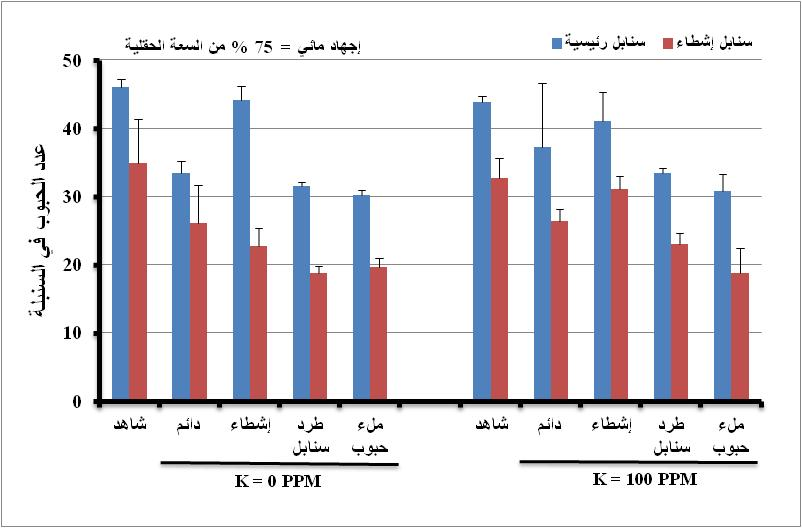 إجهاد مائي = 75 % من السعة الحقلية
سنابل رئيسية
سنابل إشطاء
عدد الحبوب في السنبلة
50
40
30
20
10
0
شاهد
دائم
إشطاء
طرد
سنابل
ملء
حبوب
شاهد
دائم
إشطاء
طرد
سنابل
ملء
حبوب
K = 0 PPM
K = 100 PPM